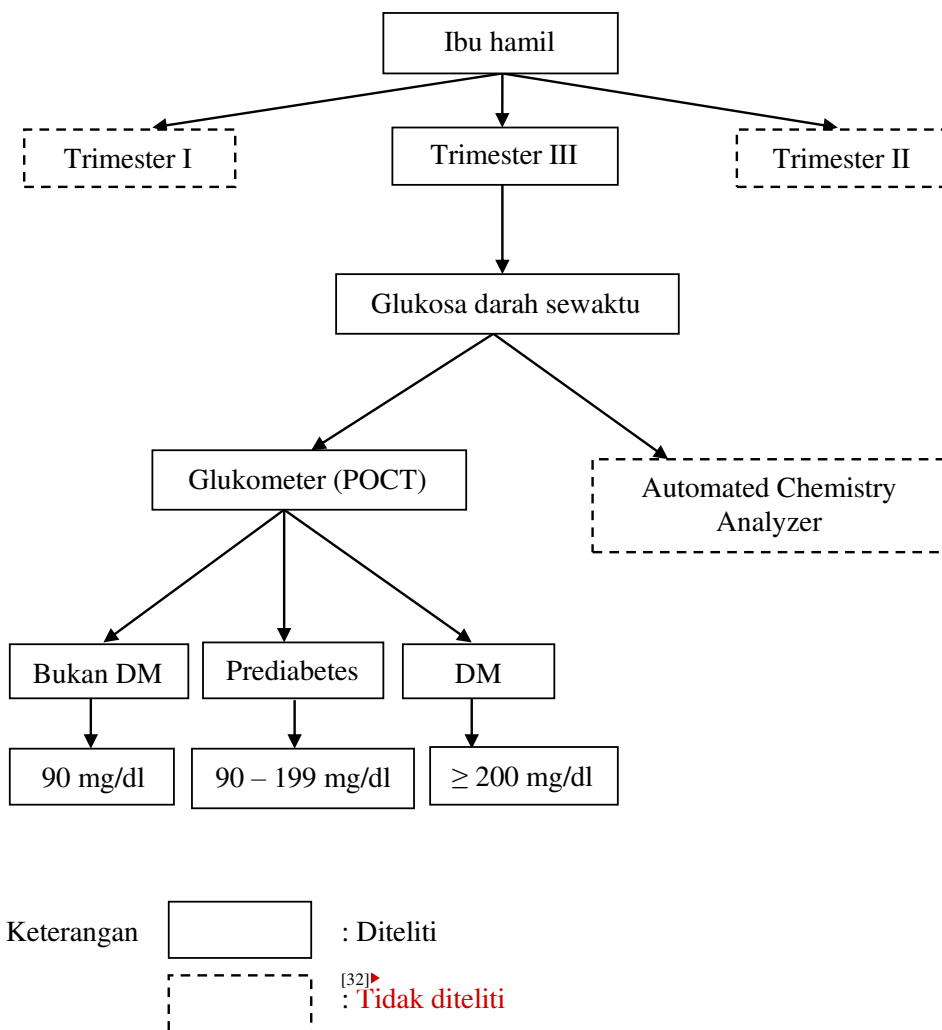 Ibu hamil
Trimester I
Trimester III
Trimester II
Glukosa darah sewaktu
Glukometer (POCT)
Automated Chemistry
Analyzer
Bukan DM
Prediabetes
DM
90 mg/dl
90 – 199 mg/dl
≥ 200 mg/dl
Keterangan : Diteliti
[32]
: Tidak diteliti